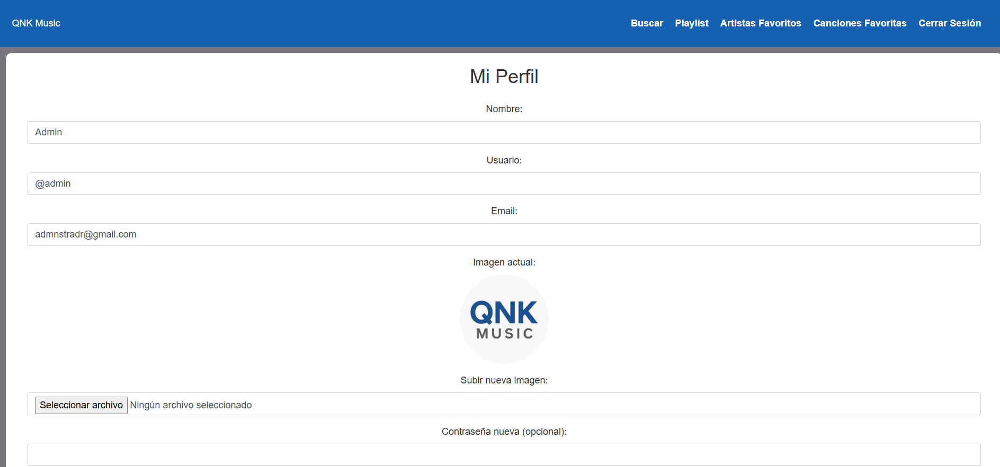 QNK Music Buscar Playlist Artistas Favoritos Canciones Favoritas Cerrar Sesión
Mi Perfil
Nombre:
Admin
Usuario:
@admin
Email:
admnstradr@gmail.com
Imagen actual:
QNK
MUSIC
Subir nueva imagen:
Seleccionar archivo Ningún archivo seleccionado
Contraseña nueva (opcional):